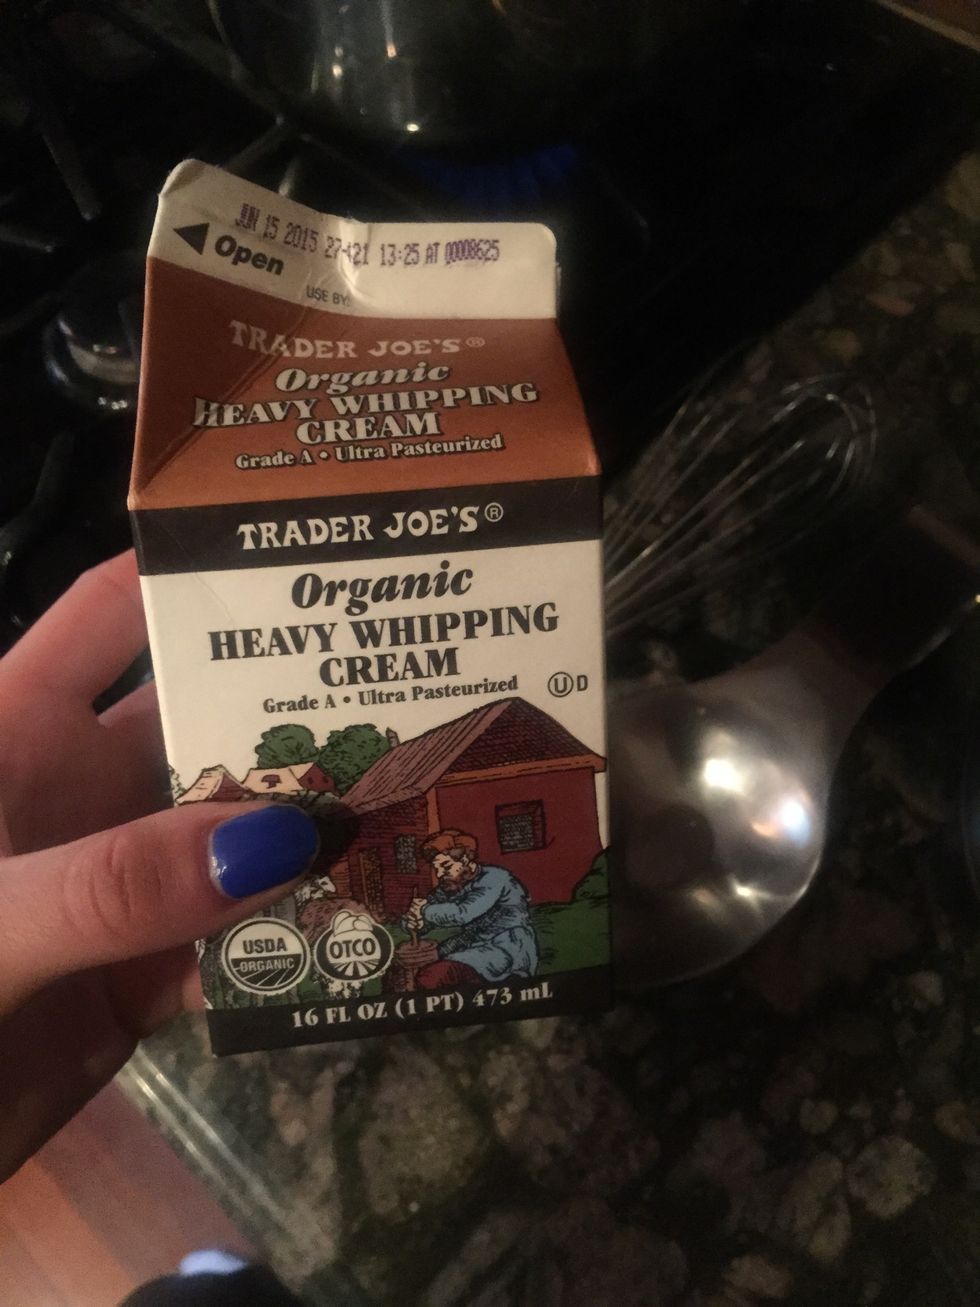 JUN 15 2015 27-121 13:25 AT 00008625
Open
USE BY:
TRADER JOE'S®
Organic
HEAVY WHIPPING
CREAM
Grade A • Ultra Pasteurized
TRADER JOE'S®
Organic
HEAVY WHIPPING
CREAM
Grade A • Ultra Pasteurized
U D
USDA
ORGANIC
OTCO
16 FL OZ (1 PT) 473 mL